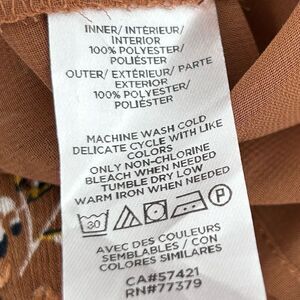 INNER/ INTÉRIEUR/
INTERIOR
100% POLYESTER/
POLIÉSTER
OUTER/ EXTÉRIEUR/ PARTE
EXTERIOR
100% POLYESTER/
POLIÉSTER
MACHINE WASH COLD
DELICATE CYCLE WITH LIKE
COLORS
ONLY NON-CHLORINE
BLEACH WHEN NEEDED
TUMBLE DRY LOW
WARM IRON WHEN NEEDED
30
AVEC DES COULEURS
SEMBLABLES / CON
COLORES SIMILARES
CA#57421
RN#77379